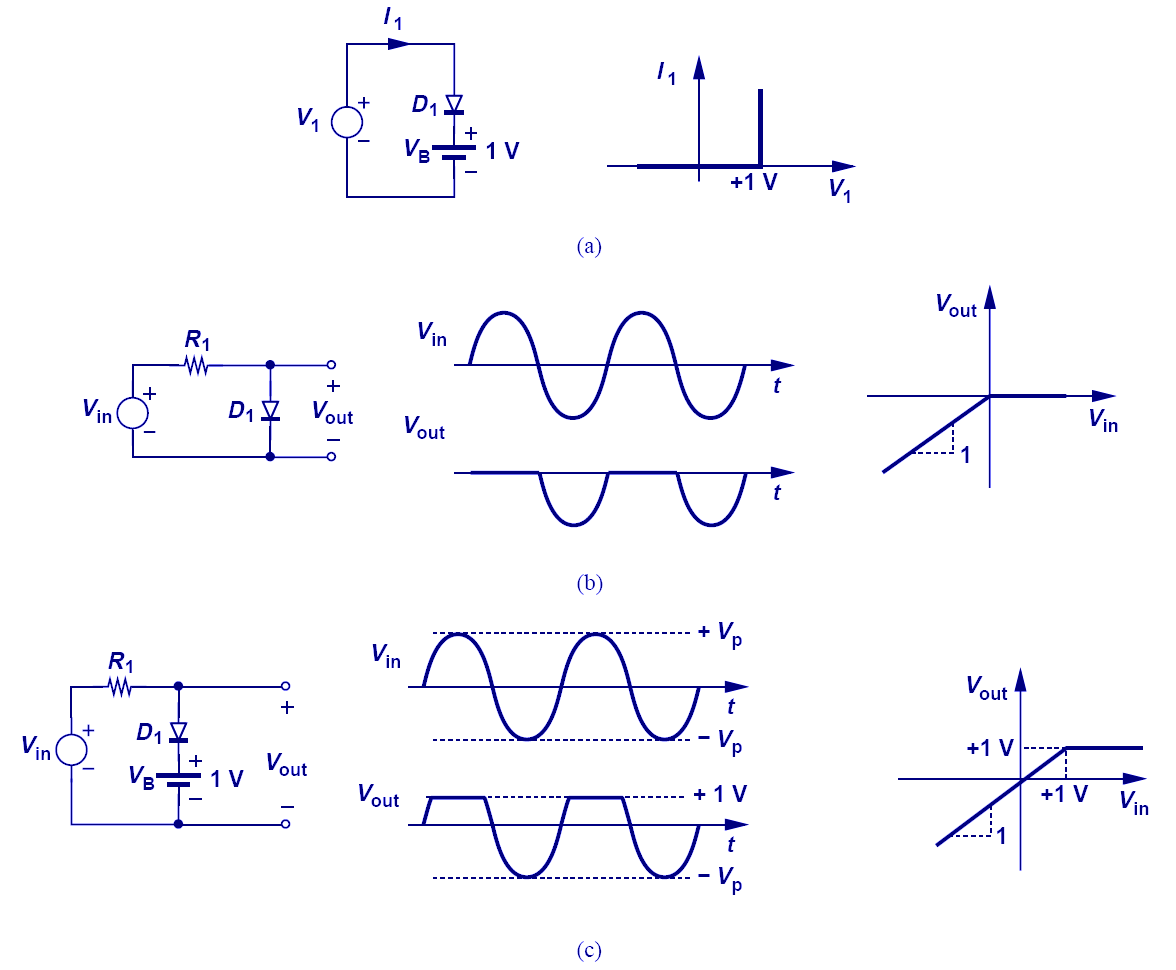 I1
V1
+
−
D1
+
VB
1 V
−
I1
+1 V
V1
(a)
R1
Vin
+
−
D1
+
Vout
−
Vin
t
Vout
t
Vout
Vin
1
(b)
R1
Vin
+
−
D1
+
VB
1 V
−
+
Vout
−
+ Vp
Vin
t
− Vp
Vout
+ 1 V
t
− Vp
Vout
+1 V
+1 V
Vin
1
(c)